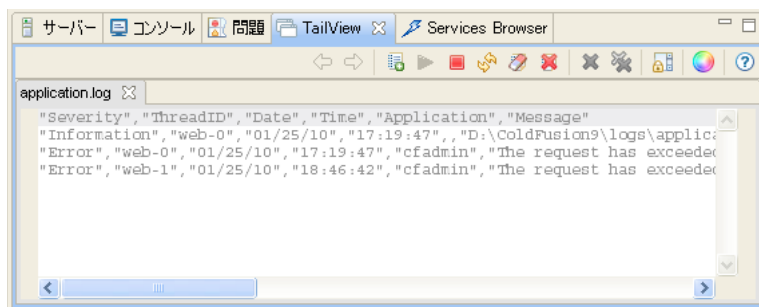 サーバー コンソール 問題 TailView Services Browser
application.log
"Severity","ThreadID","Date","Time","Application","Message"
"Information","web-0","01/25/10","17:19:47",,"D:\ColdFusion9\logs\applica
"Error","web-0","01/25/10","17:19:47","cfadmin","The request has exceeded
"Error","web-1","01/25/10","18:46:42","cfadmin","The request has exceeded